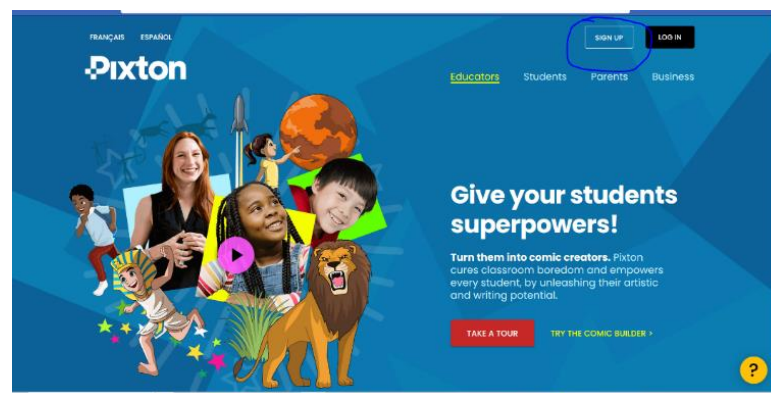 FRANÇAIS ESPAÑOL
SIGN UP LOG IN
Pixton
Educators Students Parents Business
Give your students
superpowers!
Turn them into comic creators. Pixton
cures classroom boredom and empowers
every student, by unleashing their artistic
and writing potential.
TAKE A TOUR TRY THE COMIC BUILDER >
?